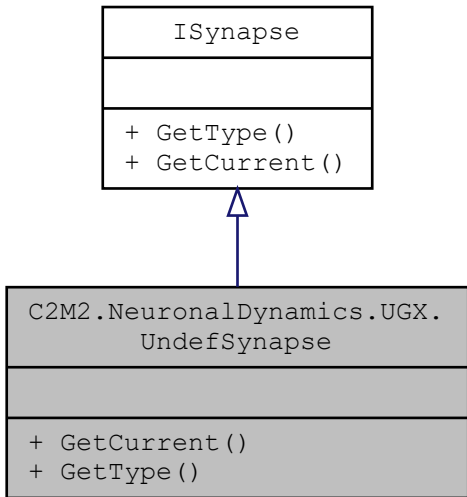 ISynapse
+ GetType()
+ GetCurrent()
C2M2.NeuronalDynamics.UGX.
UndefSynapse
+ GetCurrent()
+ GetType()